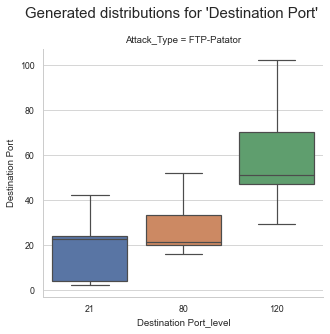 Generated distributions for 'Destination Port'
Attack_Type = FTP-Patator
100
80
60
40
20
0
Destination Port
21 80 120
Destination Port_level